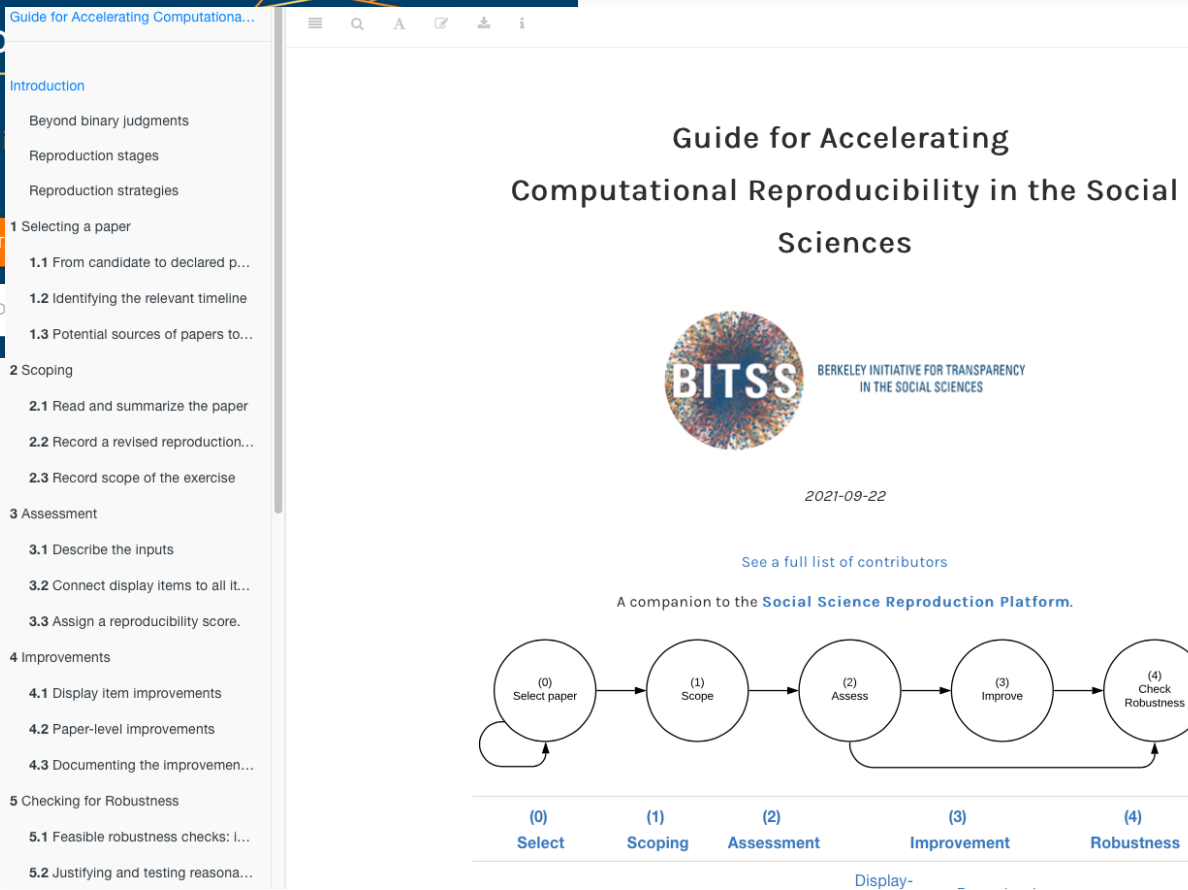 Guide for Accelerating Computationa...
Introduction
Beyond binary judgments
Reproduction stages
Reproduction strategies
1 Selecting a paper
1.1 From candidate to declared p...
1.2 Identifying the relevant timeline
1.3 Potential sources of papers to...
2 Scoping
2.1 Read and summarize the paper
2.2 Record a revised reproduction...
2.3 Record scope of the exercise
3 Assessment
3.1 Describe the inputs
3.2 Connect display items to all it...
3.3 Assign a reproducibility score.
4 Improvements
4.1 Display item improvements
4.2 Paper-level improvements
4.3 Documenting the improvemen...
5 Checking for Robustness
5.1 Feasible robustness checks: i...
5.2 Justifying and testing reasona...
Guide for Accelerating
Computational Reproducibility in the Social
Sciences
BITSS
BERKELEY INITIATIVE FOR TRANSPARENCY
IN THE SOCIAL SCIENCES
2021-09-22
See a full list of contributors
A companion to the Social Science Reproduction Platform.
(0)
Select paper
(1)
Scope
(2)
Assess
(3)
Improve
(4)
Check
Robustness
(0) (1) (2) (3) (4)
Select Scoping Assessment Improvement Robustness
Display-